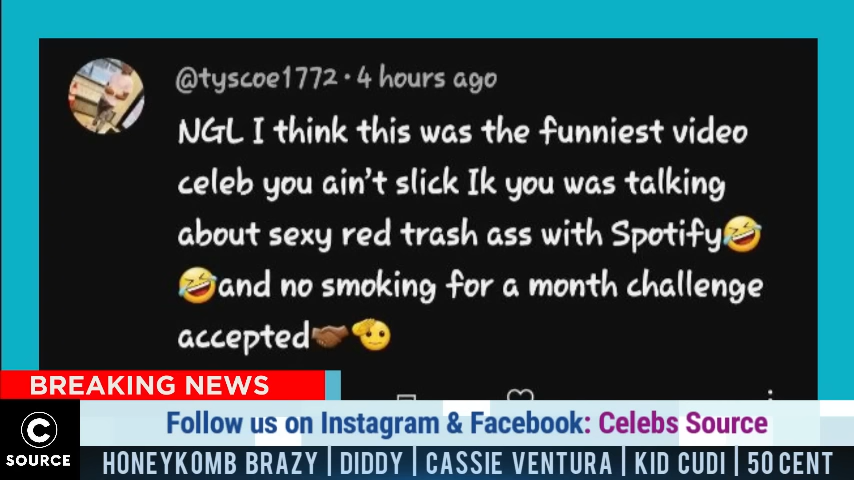 @tyscoe1772 · 4 hours ago
NGL I think this was the funniest video
celeb you ain't slick Ik you was talking
about sexy red trash ass with Spotify🤣
🤣and no smoking for a month challenge
accepted🤝🏾🫡
BREAKING NEWS
Follow us on Instagram & Facebook: Celebs Source
C
SOURCE
HONEYKOMB BRAZY | DIDDY | CASSIE VENTURA | KID CUDI | 50 CENT